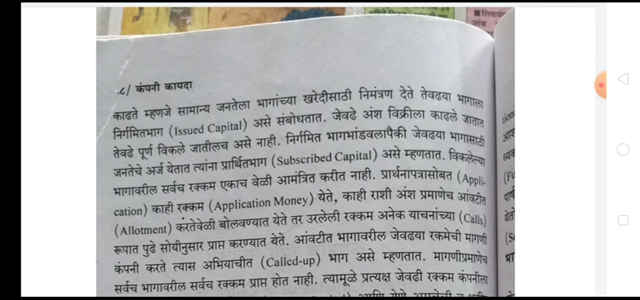 ८/ कंपनी कायदा
काढते म्हणजे सामान्य जनतेला भागांच्या खरेदीसाठी निमंत्रण देते तेवढया भागाला
निर्गमितभाग (Issued Capital) असे संबोधतात. जेवढे अंश विक्रीला काढले जातात
तेवढे पूर्ण विकले जातीलच असे नाही. निर्गमित भागभांडवलापैकी जेवढया भागासाठी
जनतेचे अर्ज येतात त्यांना प्रार्थितभाग (Subscribed Capital) असे म्हणतात. विकलेल्या
भागावरील सर्वच रक्कम एकाच वेळी आमंत्रित करीत नाही. प्रार्थनापत्रासोबत (Appli-
cation) काही रक्कम (Application Money) येते, काही राशी अंश प्रमाणेच आवंटीत
(Allotment) करतेवेळी बोलवण्यात येते तर उरलेली रक्कम अनेक याचनांच्या (Calls)
रूपात पुढे सोयीनुसार प्राप्त करण्यात येते. आवंटीत भागावरील जेवढया रकमेची मागणी
कंपनी करते त्यास अभियाचीत (Called-up) भाग असे म्हणतात. मागणीप्रमाणेच
सर्वच भागावरील सर्वच रक्कम प्राप्त होत नाही. त्यामूळे प्रत्यक्ष जेवढी रक्कम कंपनीला